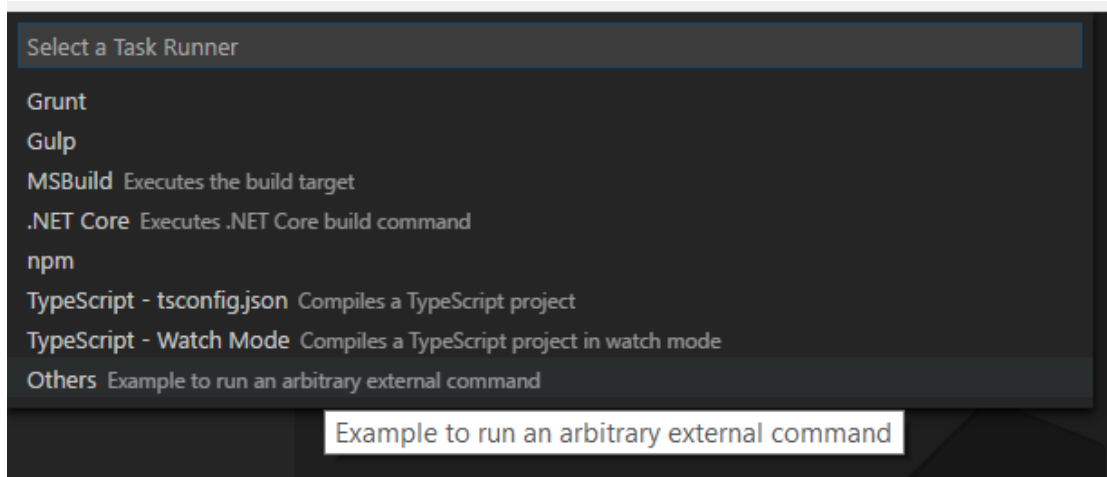 Select a Task Runner
Grunt
Gulp
MSBuild Executes the build target
.NET Core Executes .NET Core build command
npm
TypeScript - tsconfig.json Compiles a TypeScript project
TypeScript - Watch Mode Compiles a TypeScript project in watch mode
Others Example to run an arbitrary external command
Example to run an arbitrary external command